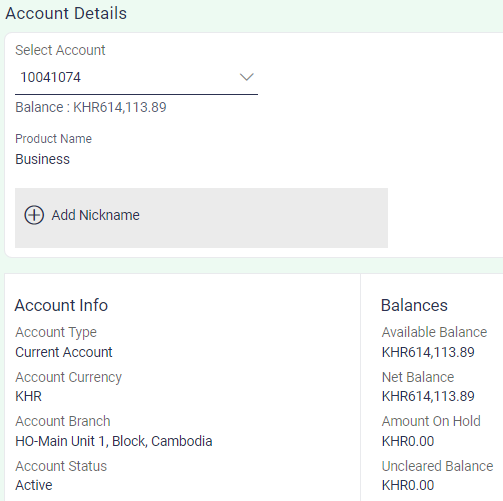 Account Details
Select Account
10041074
Balance : KHR614,113.89
Product Name
Business
Add Nickname
Account Info
Account Type
Current Account
Account Currency
KHR
Account Branch
HO-Main Unit 1, Block, Cambodia
Account Status
Active
Balances
Available Balance
KHR614,113.89
Net Balance
KHR614,113.89
Amount On Hold
KHR0.00
Uncleared Balance
KHR0.00